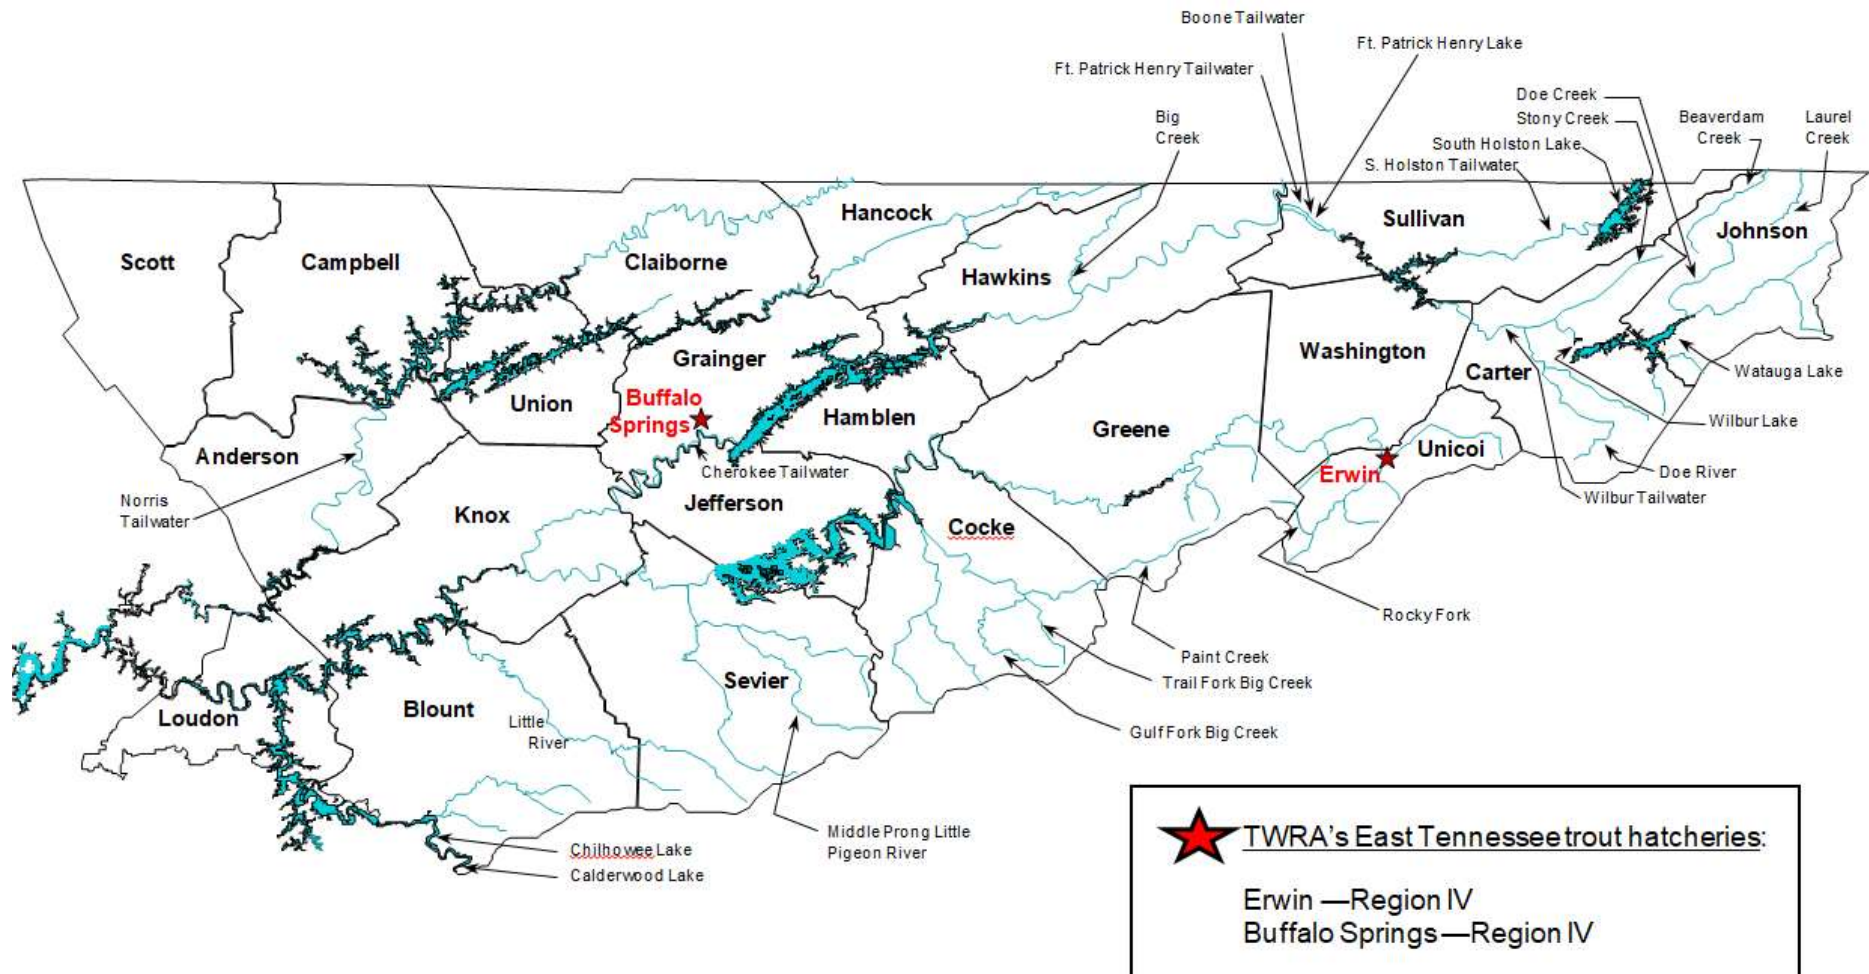 Boone Tailwater
Ft. Patrick Henry Lake
Ft. Patrick Henry Tailwater
Big
Creek
Doe Creek
Stony Creek
South Holston Lake
S. Holston Tailwater
Beaverdam
Creek
Laurel
Creek
Scott
Campbell
Claiborne
Hancock
Hawkins
Sullivan
Johnson
Grainger
Union
Buffalo
Springs
Hamblen
Greene
Washington
Carter
Watauga Lake
Wilbur Lake
Anderson
Cherokee Tailwater
Erwin
Unicoi
Doe River
Wilbur Tailwater
Norris
Tailwater
Knox
Jefferson
Cocke
Rocky Fork
Paint Creek
Trail Fork Big Creek
Gulf Fork Big Creek
Loudon
Blount
Little
River
Sevier
Middle Prong Little
Pigeon River
Chilhowee Lake
Calderwood Lake
TWRA's East Tennessee trout hatcheries:
Erwin —Region IV
Buffalo Springs —Region IV